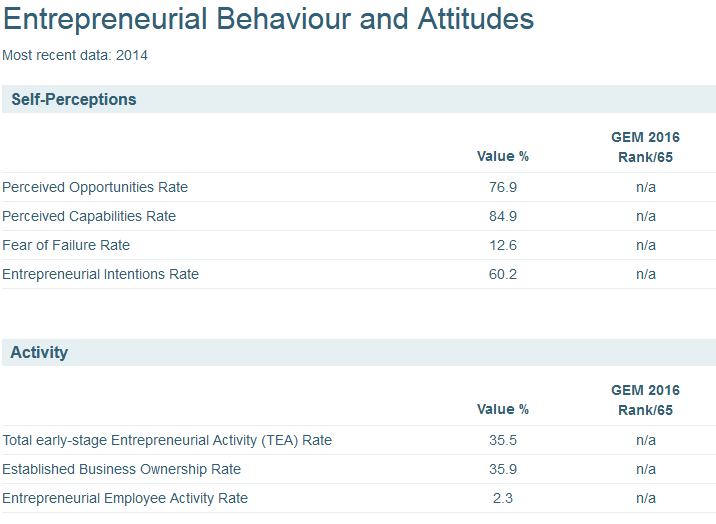 Entrepreneurial Behaviour and Attitudes
Most recent data: 2014
Self-Perceptions
Value % GEM 2016 Rank/65
Perceived Opportunities Rate 76.9 n/a
Perceived Capabilities Rate 84.9 n/a
Fear of Failure Rate 12.6 n/a
Entrepreneurial Intentions Rate 60.2 n/a
Activity
Value % GEM 2016 Rank/65
Total early-stage Entrepreneurial Activity (TEA) Rate 35.5 n/a
Established Business Ownership Rate 35.9 n/a
Entrepreneurial Employee Activity Rate 2.3 n/a